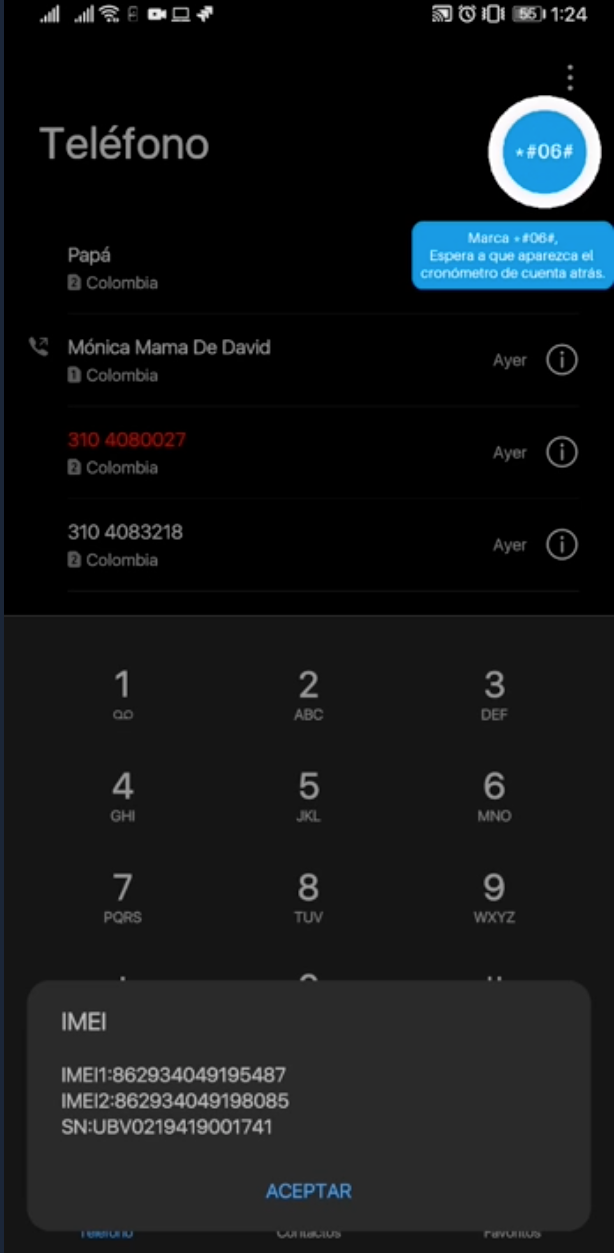 55 1:24
Teléfono
*#06#
Marca *#06#,
Espera a que aparezca el
cronómetro de cuenta atrás.
Papá
2 Colombia
Mónica Mama De David
Ayer
1 Colombia
310 4080027
Ayer
2 Colombia
310 4083218
Ayer
2 Colombia
1 2 3
ABC DEF
4 5 6
GHI JKL MNO
7 8 9
PQRS TUV WXYZ
IMEI
IMEI1:862934049195487
IMEI2:862934049198085
SN:UBV0219419001741
ACEPTAR
Teléfono Contactos Favoritos